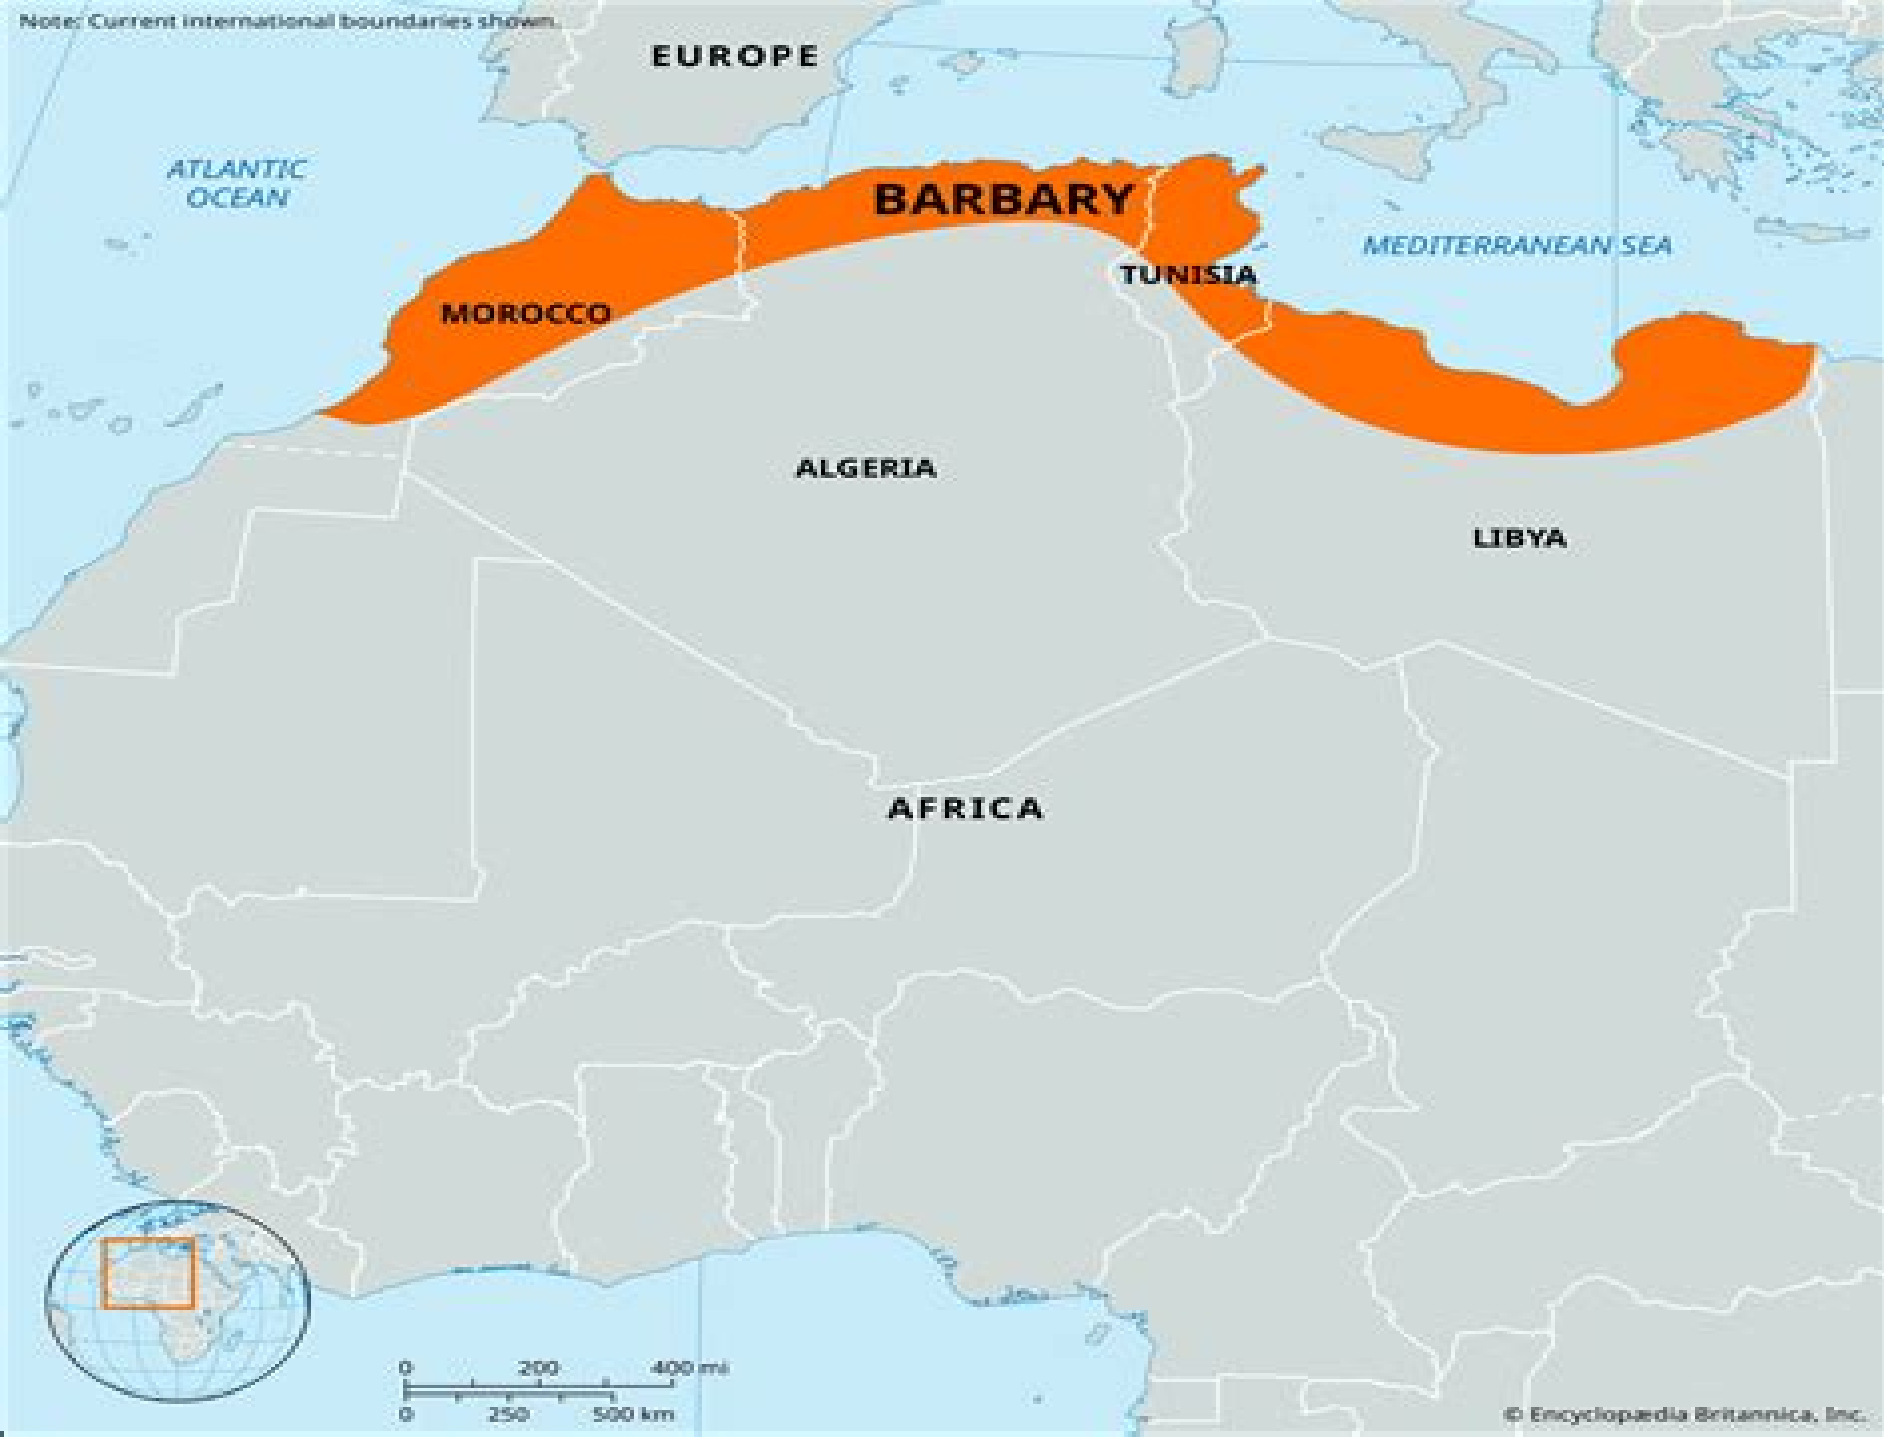 Note: Current international boundaries shown.
EUROPE
ATLANTIC
OCEAN
BARBARY
MEDITERRANEAN SEA
TUNISIA
MOROCCO
ALGERIA
LIBYA
AFRICA
0 200 400 mi
0 250 500 km
© Encyclopædia Britannica, Inc.